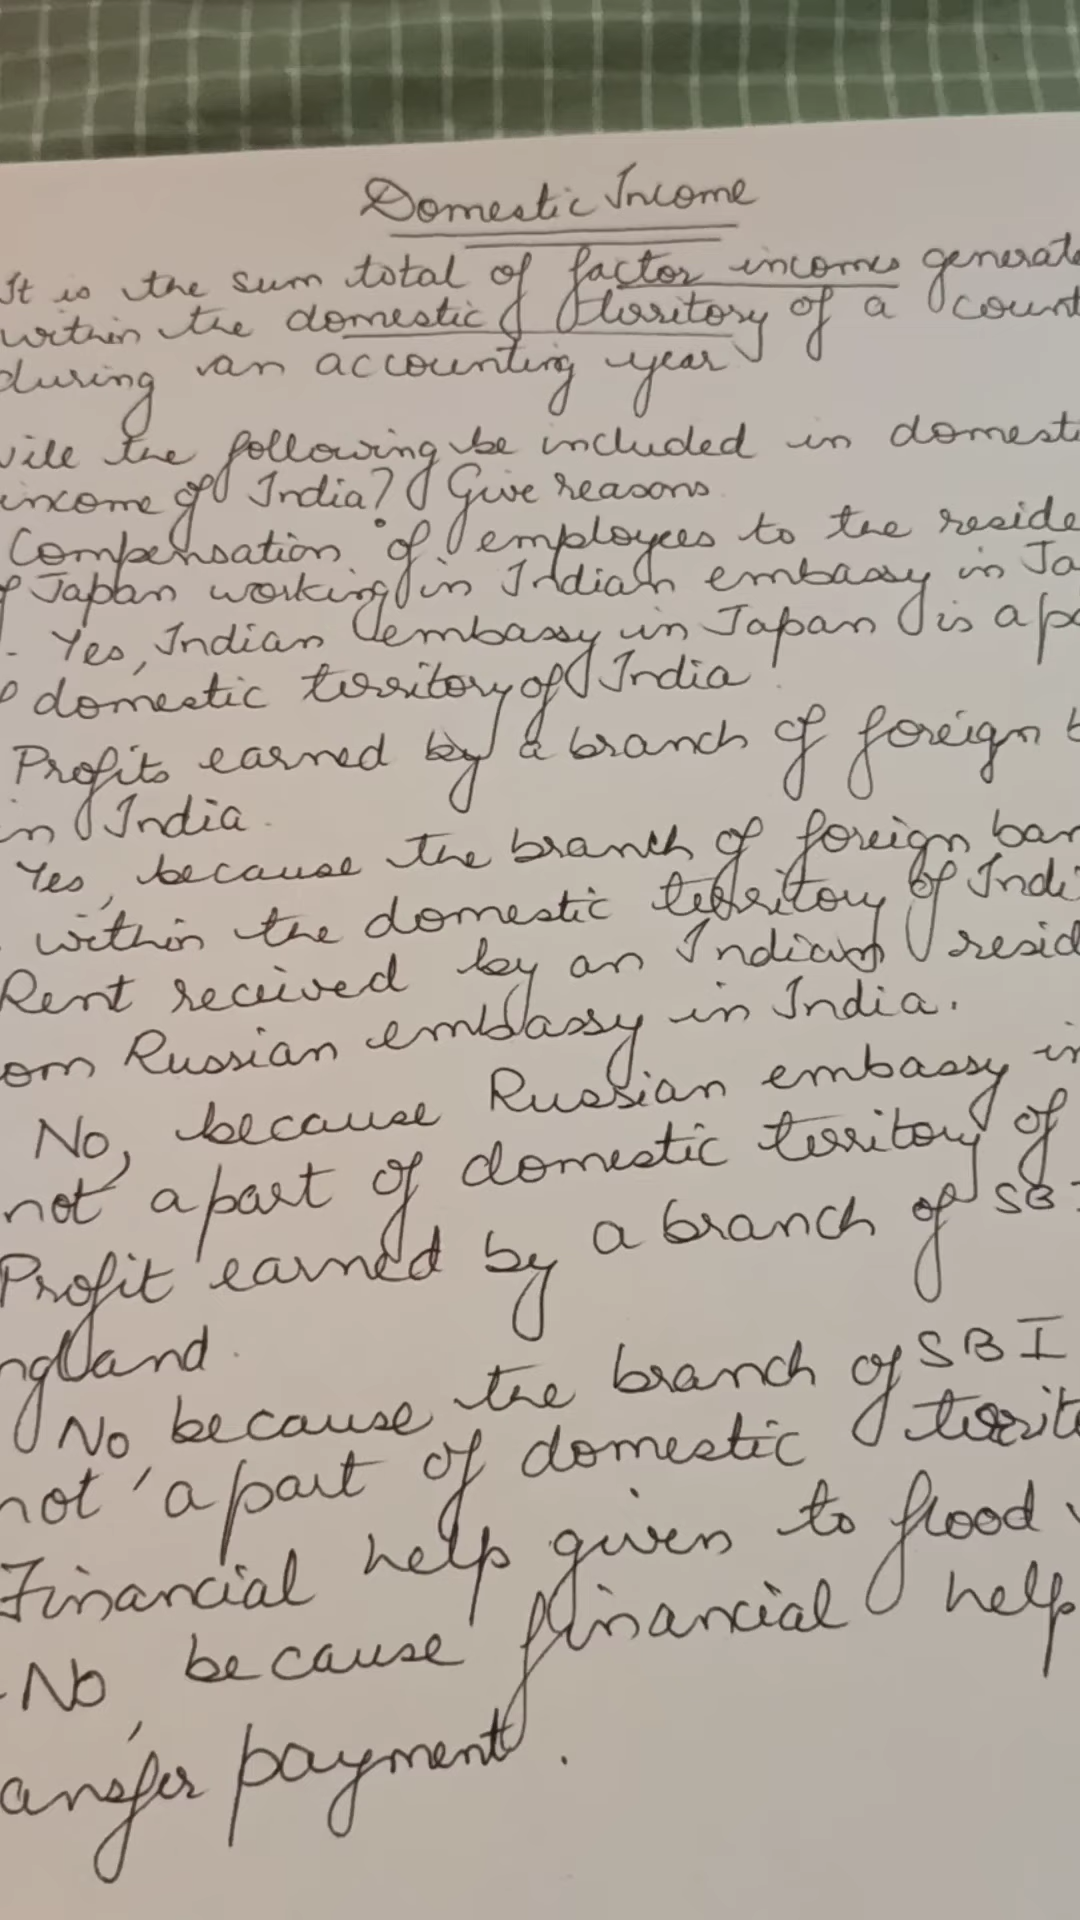 Domestic Income
It is the sum total of factor incomes generate
within the domestic territory of a count
during an accounting year
the following be included in domesti
income of India? Give reasons.
Compensation of employees to the reside
Japan working in Indian embassy in Ja
- Yes, Indian embassy in Japan is a pa
domestic territory of India
Profits earned by a branch of foreign b
in India.
Yes, because the branch of foreign ban
within the domestic territory of Indi
Rent received by an Indian resid
om Russian embassy in India.
No, because Russian embassy in
not a part of domestic territory of
Profit earned by a branch of SBI
ngland.
No, because the branch of SBI
not a part of domestic territo
Financial help given to flood v
- No, because financial help
ansfer payment.